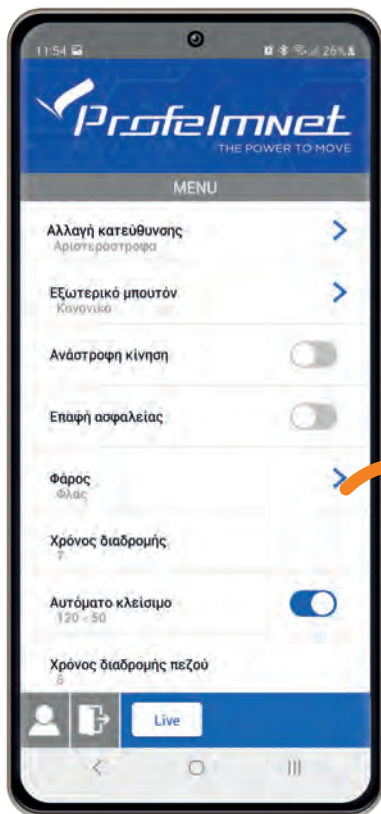 11:54
26%
Profelmnet
THE POWER TO MOVE
MENU
Αλλαγή κατεύθυνσης
Αριστερόστροφα
Εξωτερικό μπουτόν
Κανονικό
Ανάστροφη κίνηση
Επαφή ασφαλείας
Φάρος
Φλας
Χρόνος διαδρομής
7
Αυτόματο κλείσιμο
120 - 50
Χρόνος διαδρομής πεζού
6
Live